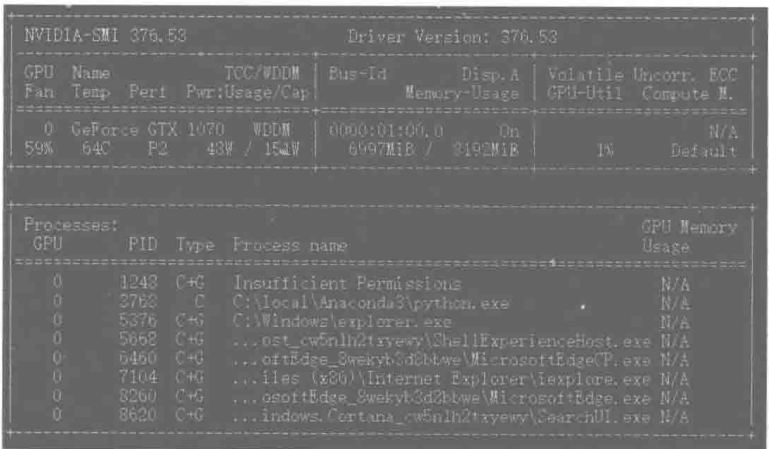 NVIDIA-SMI 376.53 Driver Version: 376.53
GPU Name TCC/WDDM Bus-Id Disp.A Volatile Uncorr. ECC
Fan Temp Perf Pwr:Usage/Cap Memory-Usage GPU-Util Compute M.
0 GeForce GTX 1070 WDDM 0000:01:00.0 On N/A
59% 64C P2 43W / 151W 6997MiB / 8192MiB 1% Default
Processes: GPU Memory
GPU PID Type Process name Usage
0 1248 C+G Insufficient Permissions N/A
0 3768 C C:\local\Anaconda3\python.exe N/A
0 5376 C+G C:\Windows\explorer.exe N/A
0 5668 C+G ...ost_cw5n1h2txyewy\ShellExperienceHost.exe N/A
0 6460 C+G ...oftEdge_8wekyb3d8bbwe\MicrosoftEdgeCP.exe N/A
0 7104 C+G ...iles (x86)\Internet Explorer\iexplore.exe N/A
0 8260 C+G ...osoftEdge_8wekyb3d8bbwe\MicrosoftEdge.exe N/A
0 8620 C+G ...indows.Cortana_cw5n1h2txyewy\SearchUI.exe N/A